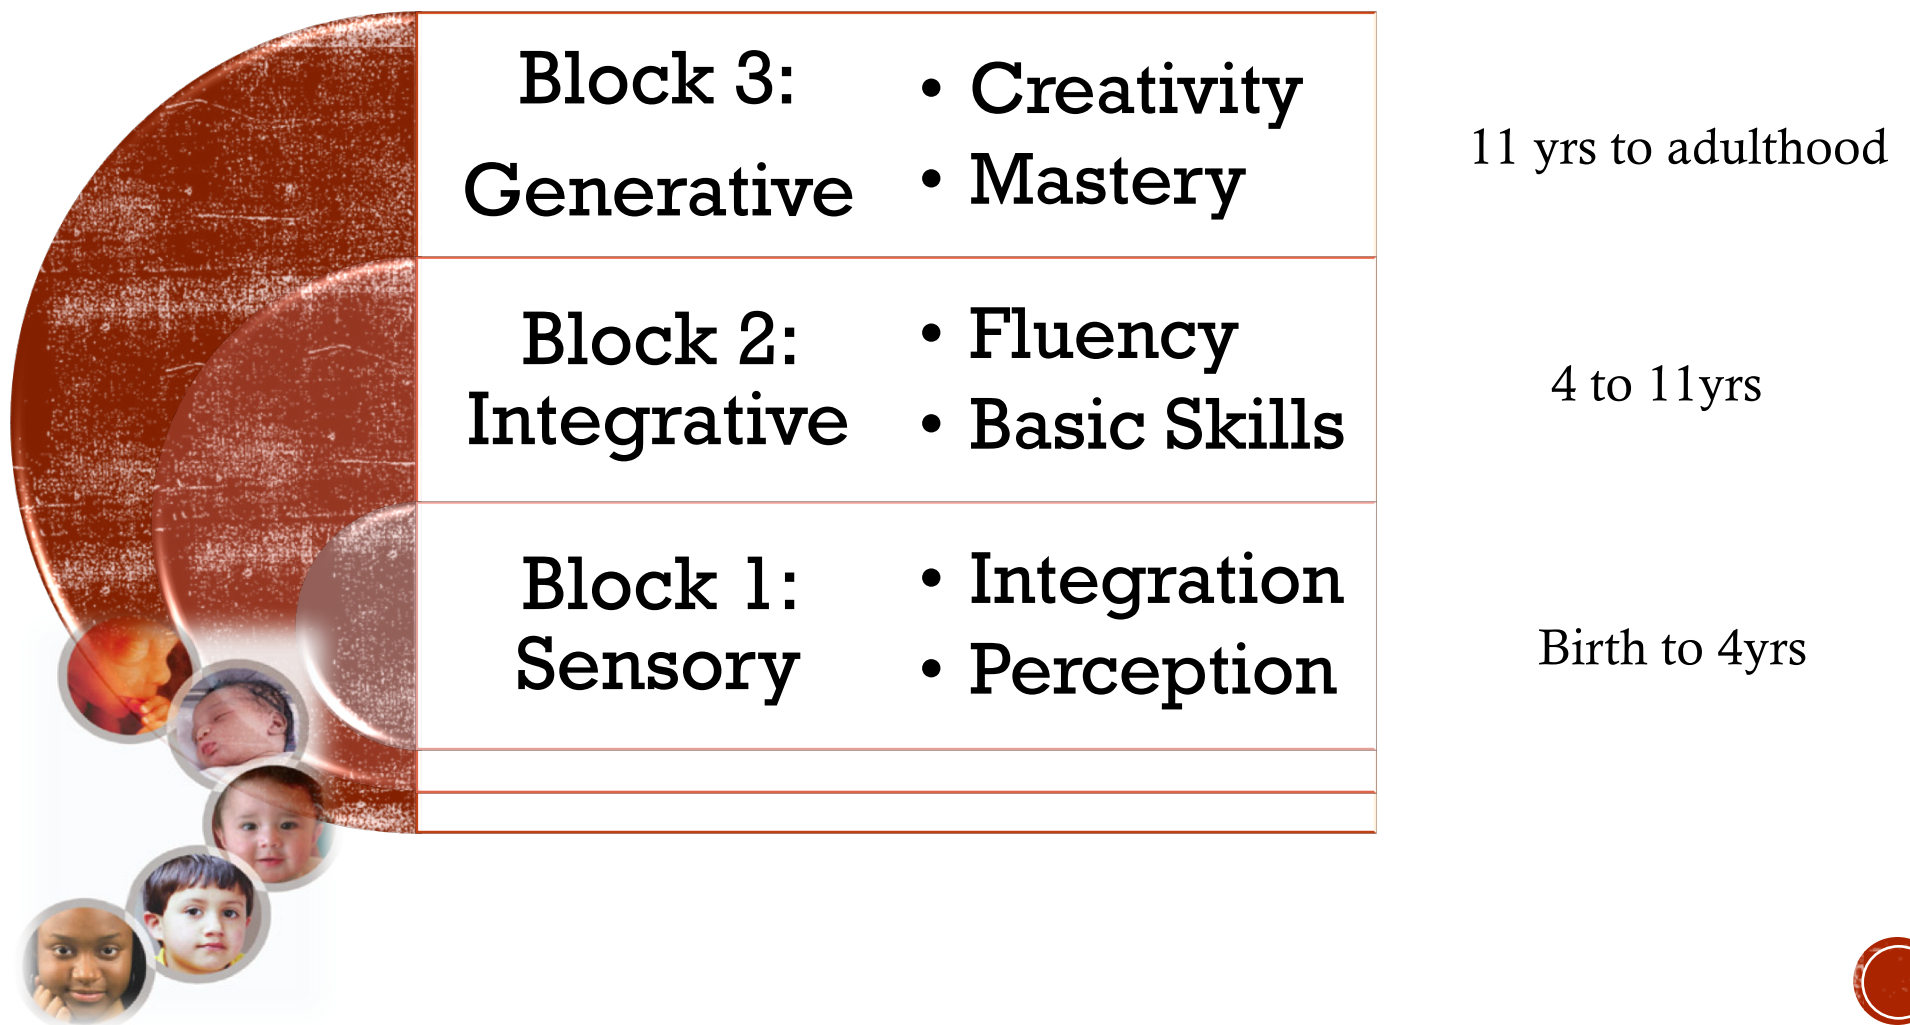 Block 3:
Generative
• Creativity
• Mastery
11 yrs to adulthood
Block 2:
Integrative
• Fluency
• Basic Skills
4 to 11yrs
Block 1:
Sensory
• Integration
• Perception
Birth to 4yrs